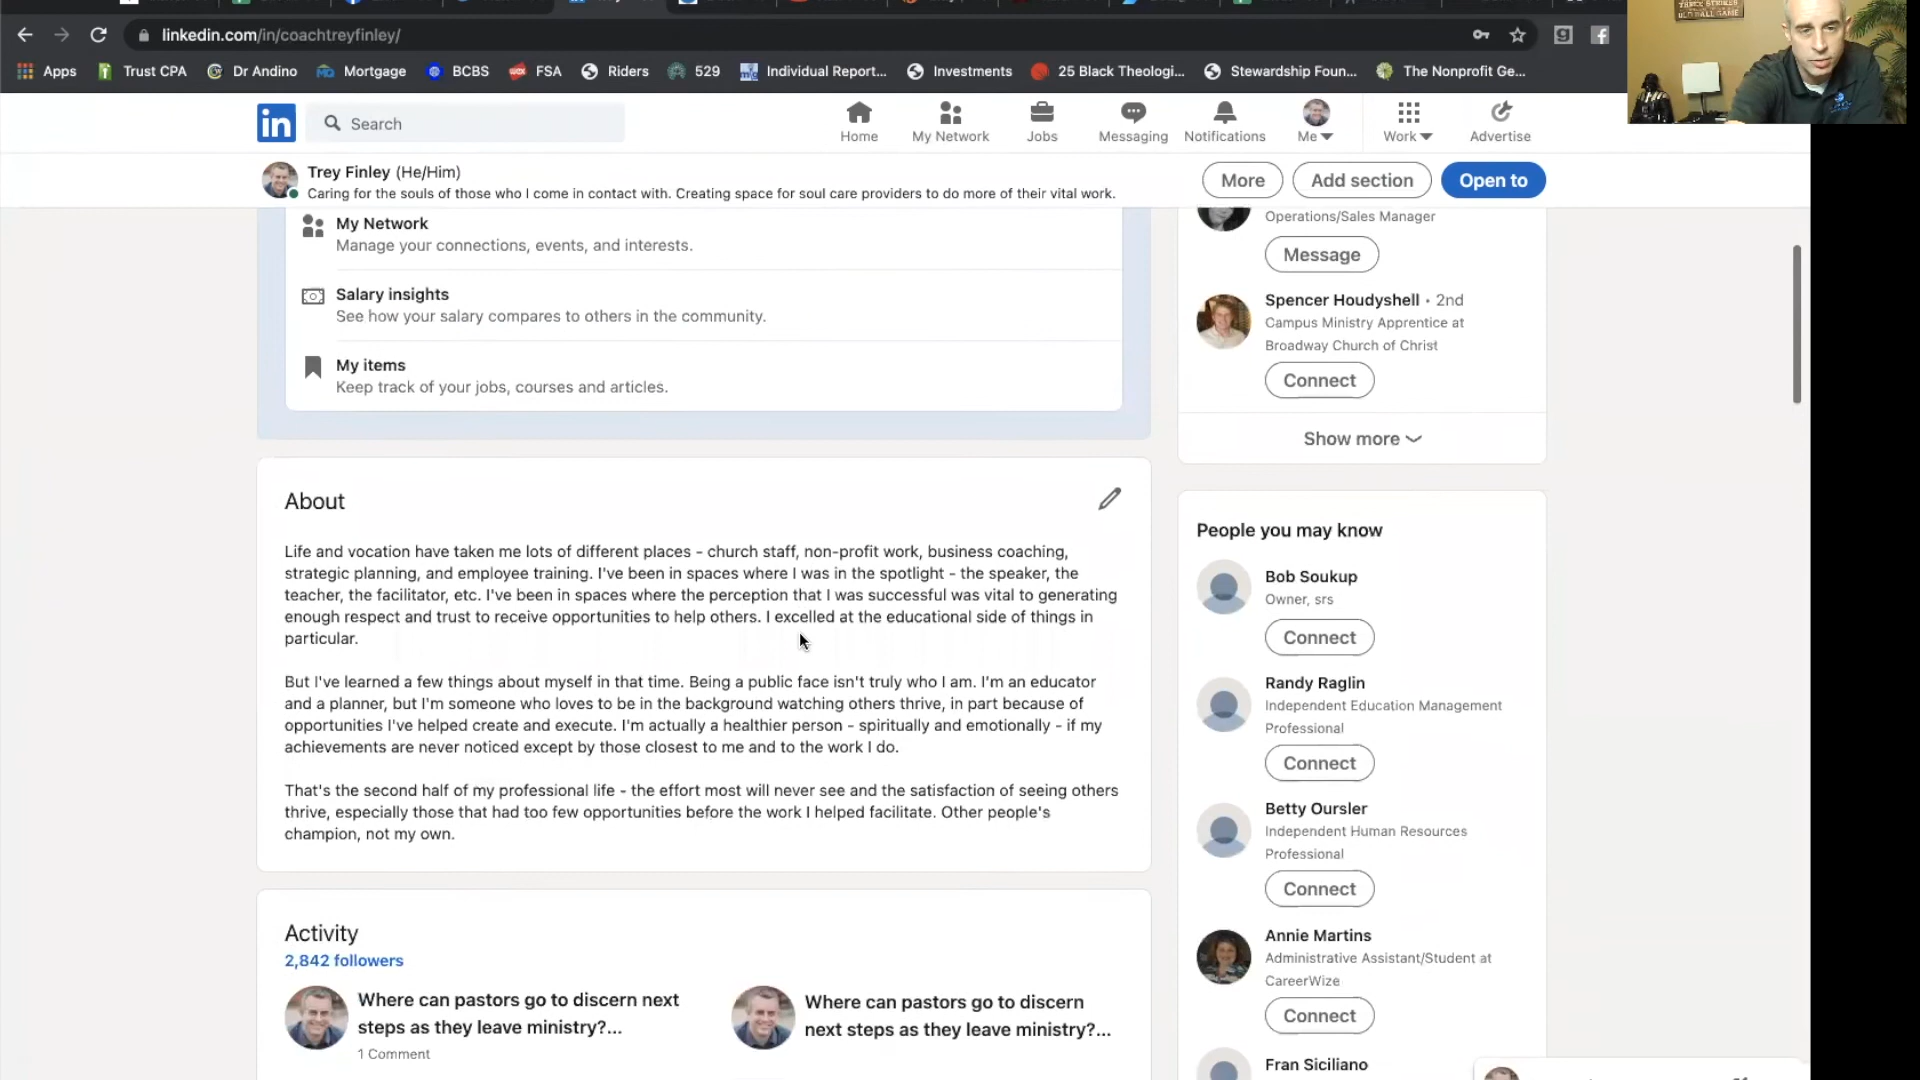 linkedin.com/in/coachtreyfinley/
Apps
Trust CPA
Dr Andino
Mortgage
BCBS
FSA
Riders
529
Individual Report...
Investments
25 Black Theologi...
Stewardship Foun...
The Nonprofit Ge...
THREE STRIKES
OLD BALL GAME
in
Search
Home
My Network
Jobs
Messaging
Notifications
Me
Work
Advertise
Trey Finley (He/Him)
Caring for the souls of those who I come in contact with. Creating space for soul care providers to do more of their vital work.
More
Add section
Open to
My Network
Manage your connections, events, and interests.
Salary insights
See how your salary compares to others in the community.
My items
Keep track of your jobs, courses and articles.
About
Life and vocation have taken me lots of different places - church staff, non-profit work, business coaching,
strategic planning, and employee training. I've been in spaces where I was in the spotlight - the speaker, the
teacher, the facilitator, etc. I've been in spaces where the perception that I was successful was vital to generating
enough respect and trust to receive opportunities to help others. I excelled at the educational side of things in
particular.
But I've learned a few things about myself in that time. Being a public face isn't truly who I am. I'm an educator
and a planner, but I'm someone who loves to be in the background watching others thrive, in part because of
opportunities I've helped create and execute. I'm actually a healthier person - spiritually and emotionally - if my
achievements are never noticed except by those closest to me and to the work I do.
That's the second half of my professional life - the effort most will never see and the satisfaction of seeing others
thrive, especially those that had too few opportunities before the work I helped facilitate. Other people's
champion, not my own.
Activity
2,842 followers
Where can pastors go to discern next
steps as they leave ministry?...
1 Comment
Where can pastors go to discern
next steps as they leave ministry?...
Operations/Sales Manager
Message
Spencer Houdyshell • 2nd
Campus Ministry Apprentice at
Broadway Church of Christ
Connect
Show more
People you may know
Bob Soukup
Owner, srs
Connect
Randy Raglin
Independent Education Management
Professional
Connect
Betty Oursler
Independent Human Resources
Professional
Connect
Annie Martins
Administrative Assistant/Student at
CareerWize
Connect
Fran Siciliano